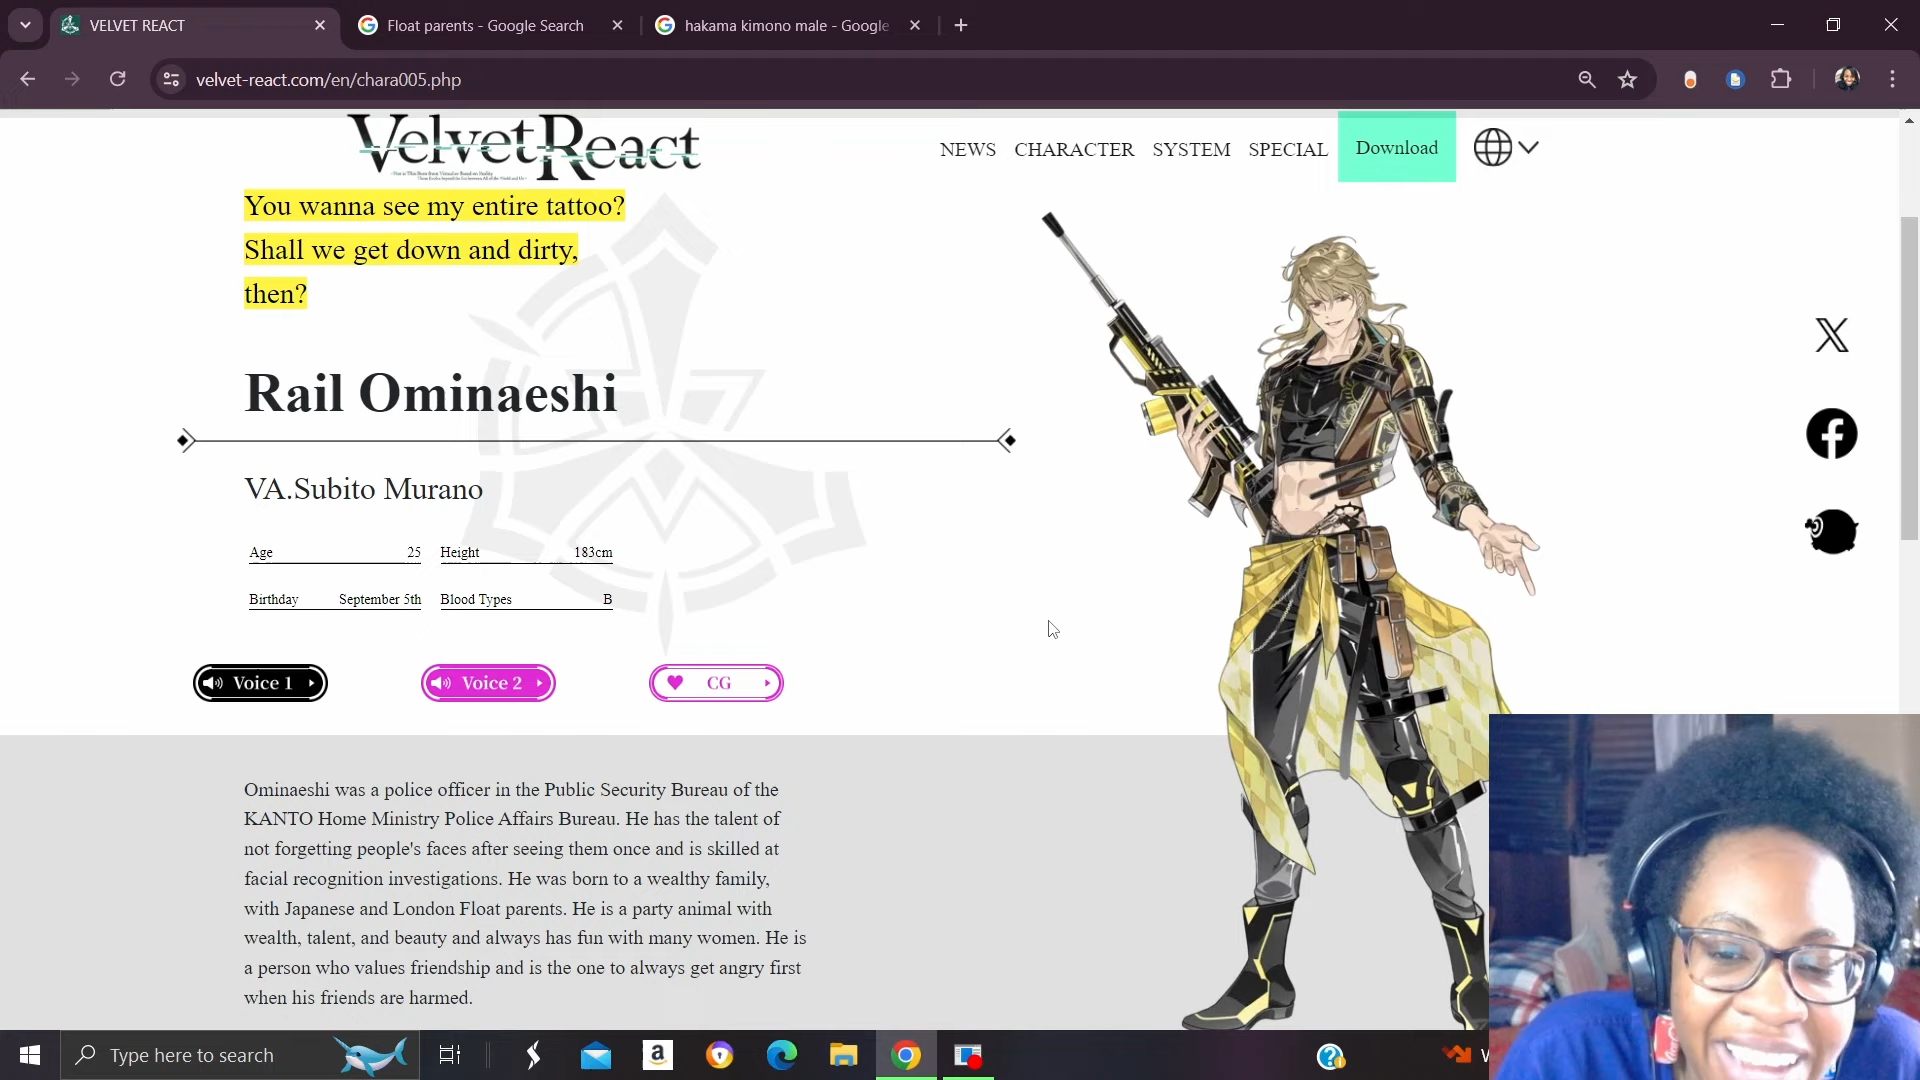 VELVET REACT
Float parents - Google Search
hakama kimono male - Google
velvet-react.com/en/chara005.php
VelvetReact
NEWS CHARACTER SYSTEM SPECIAL Download
You wanna see my entire tattoo?
Shall we get down and dirty,
then?
Rail Ominaeshi
VA.Subito Murano
Age 25 Height 183cm
Birthday September 5th Blood Types B
Voice 1 Voice 2 CG
Ominaeshi was a police officer in the Public Security Bureau of the
KANTO Home Ministry Police Affairs Bureau. He has the talent of
not forgetting people's faces after seeing them once and is skilled at
facial recognition investigations. He was born to a wealthy family,
with Japanese and London Float parents. He is a party animal with
wealth, talent, and beauty and always has fun with many women. He is
a person who values friendship and is the one to always get angry first
when his friends are harmed.
Type here to search